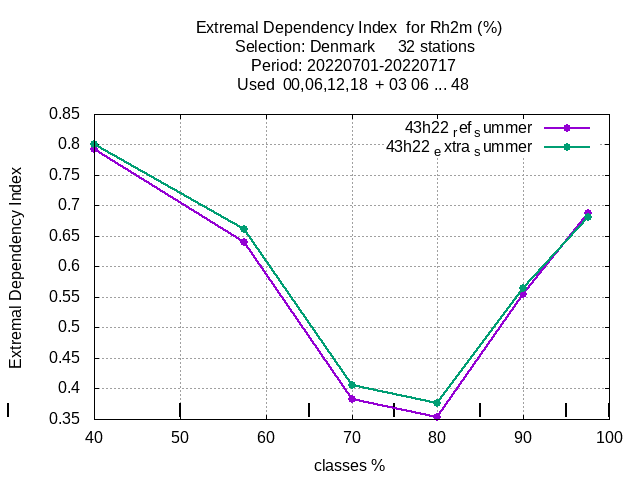 Extremal Dependency Index  for Rh2m (%)
Selection: Denmark     32 stations
Period: 20220701-20220717
Used  00,06,12,18  + 03 06 ... 48
43h22 ref summer
43h22 extra summer
Extremal Dependency Index
0.85
0.8
0.75
0.7
0.65
0.6
0.55
0.5
0.45
0.4
0.35
40 50 60 70 80 90 100
classes %